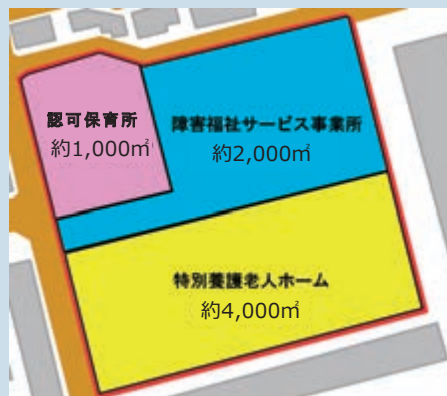 認可保育所
約1,000㎡
障害福祉サービス事業所
約2,000㎡
特別養護老人ホーム
約4,000㎡